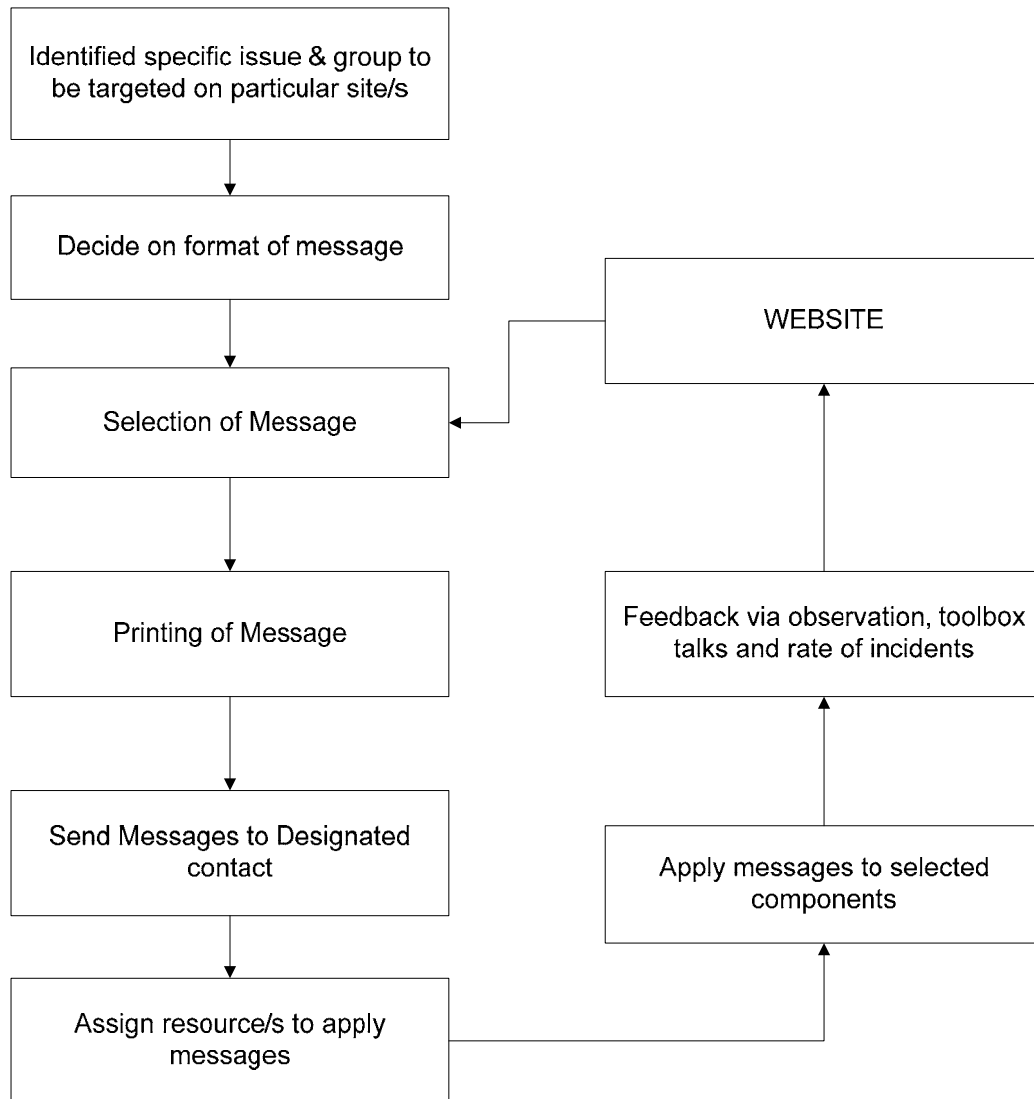 Identified specific issue & group to
be targeted on particular site/s
Decide on format of message
Selection of Message
Printing of Message
Send Messages to Designated
contact
Assign resource/s to apply
messages
Apply messages to selected
components
Feedback via observation, toolbox
talks and rate of incidents
WEBSITE